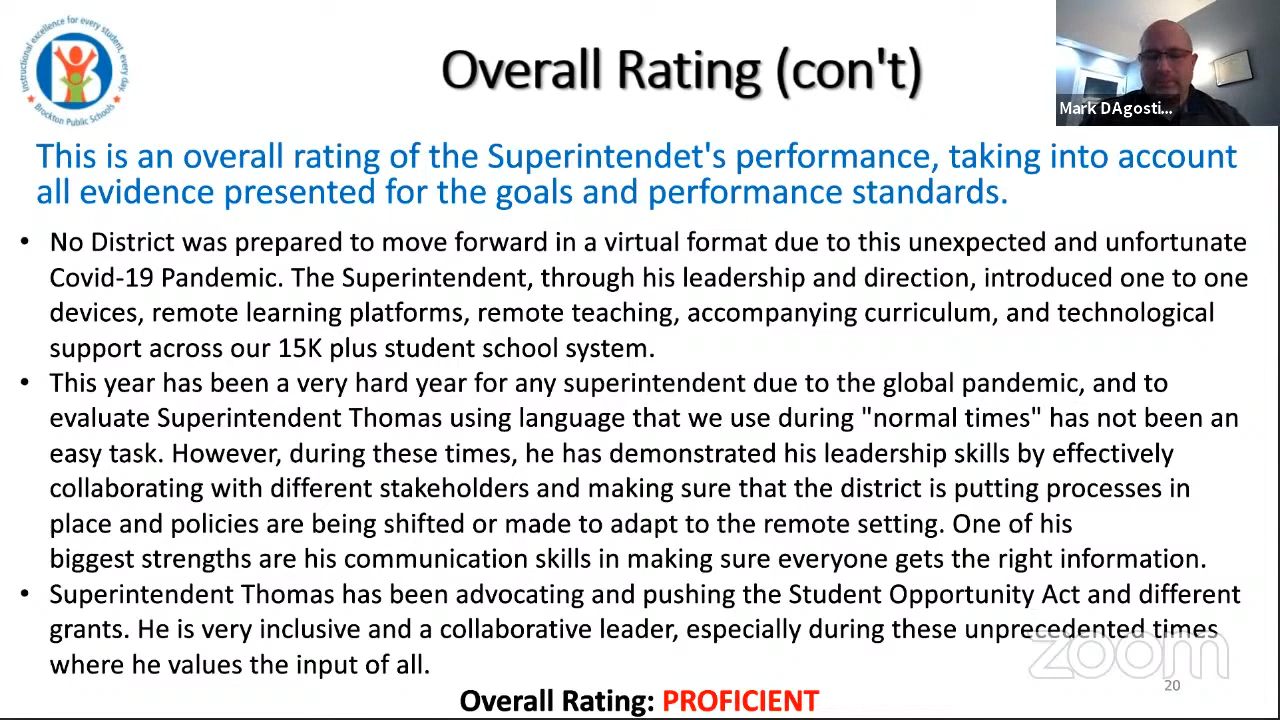 Instructional excellence for every student, every day.
Brockton Public Schools
Overall Rating (con't)
Mark DAgosti...
This is an overall rating of the Superintendet's performance, taking into account
all evidence presented for the goals and performance standards.
• No District was prepared to move forward in a virtual format due to this unexpected and unfortunate
Covid-19 Pandemic. The Superintendent, through his leadership and direction, introduced one to one
devices, remote learning platforms, remote teaching, accompanying curriculum, and technological
support across our 15K plus student school system.
• This year has been a very hard year for any superintendent due to the global pandemic, and to
evaluate Superintendent Thomas using language that we use during "normal times" has not been an
easy task. However, during these times, he has demonstrated his leadership skills by effectively
collaborating with different stakeholders and making sure that the district is putting processes in
place and policies are being shifted or made to adapt to the remote setting. One of his
biggest strengths are his communication skills in making sure everyone gets the right information.
• Superintendent Thomas has been advocating and pushing the Student Opportunity Act and different
grants. He is very inclusive and a collaborative leader, especially during these unprecedented times
where he values the input of all.
zoom
20
Overall Rating: PROFICIENT